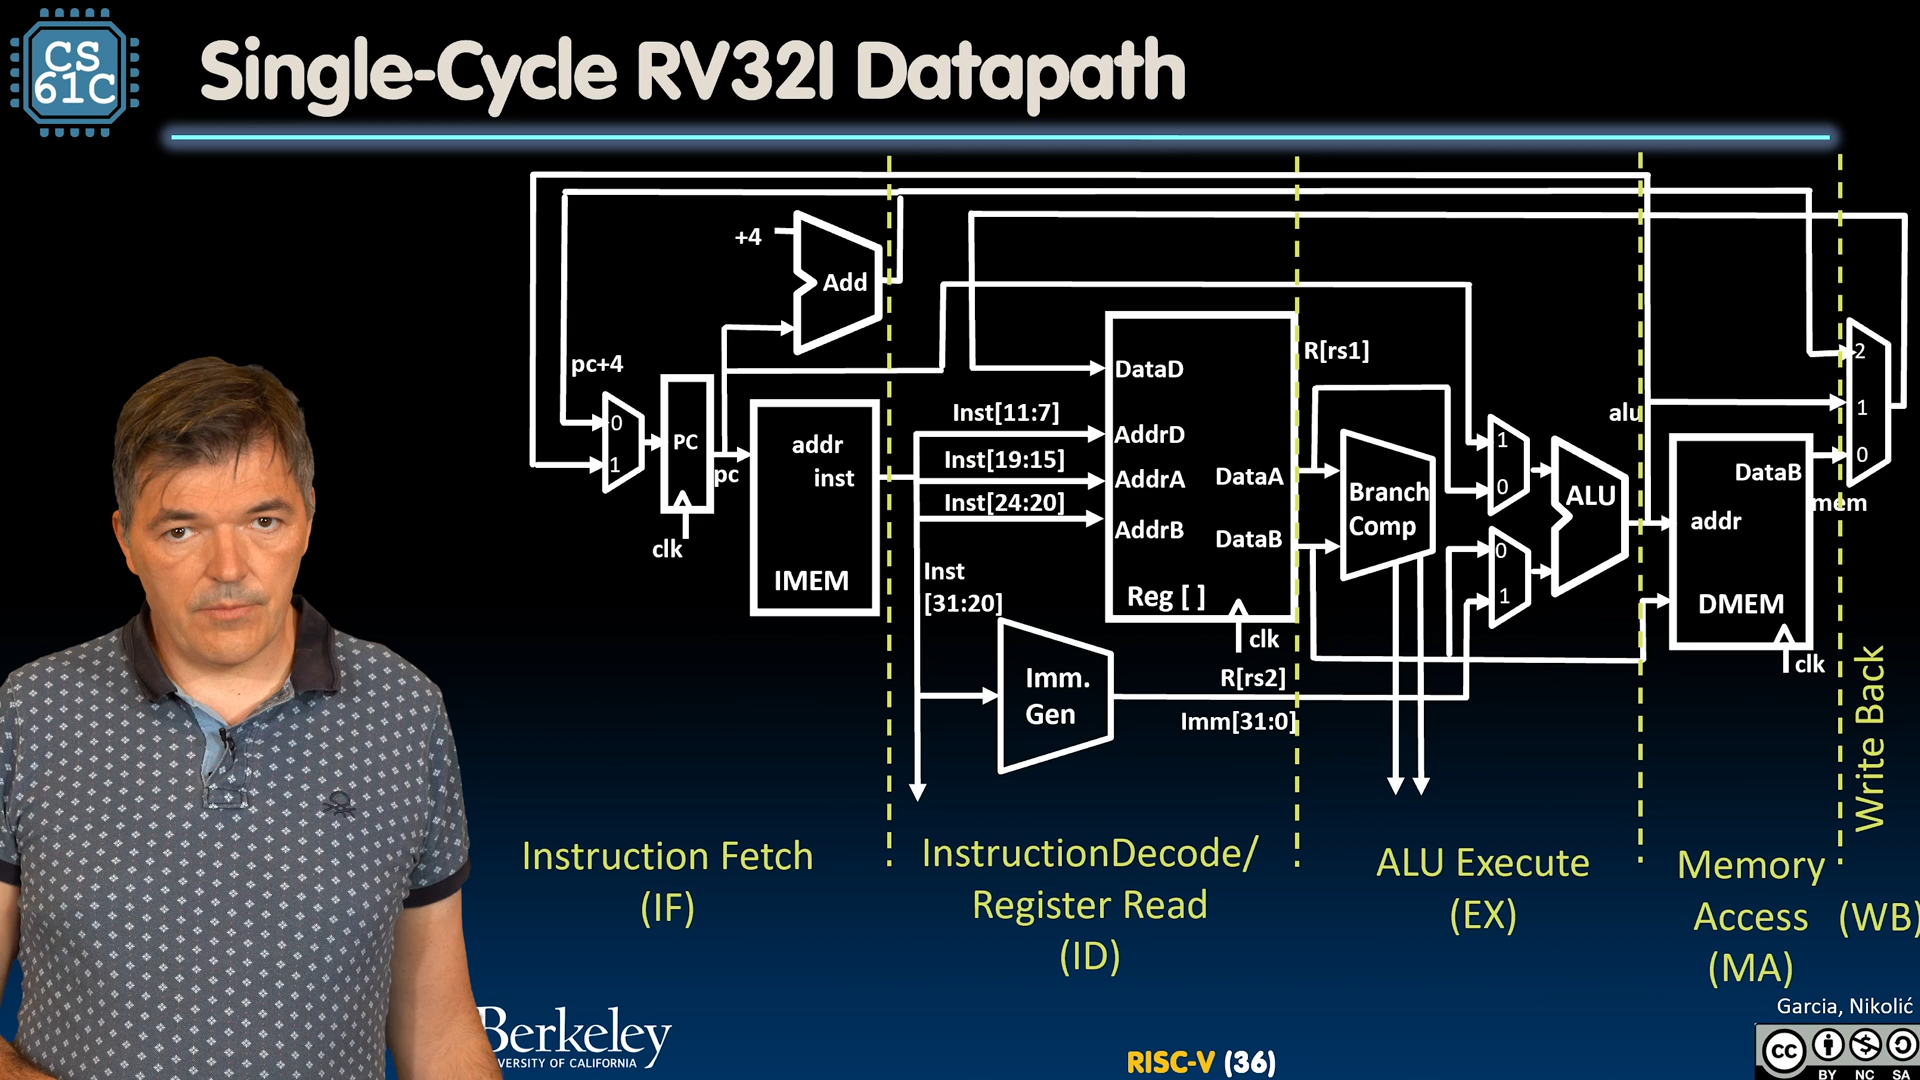 CS
61C
Single-Cycle RV32I Datapath
+4
Add
pc+4
0
1
PC
clk
pc
addr
inst
IMEM
Inst[11:7]
Inst[19:15]
Inst[24:20]
Inst
[31:20]
DataD
AddrD
AddrA
AddrB
DataA
DataB
Reg [ ]
clk
Imm.
Gen
R[rs1]
R[rs2]
Imm[31:0]
Branch
Comp
1
0
0
1
ALU
alu
DataB
addr
DMEM
clk
mem
2
1
0
Write Back
Instruction Fetch
(IF)
InstructionDecode/
Register Read
(ID)
ALU Execute
(EX)
Memory
Access
(MA)
(WB)
Garcia, Nikolić
Berkeley
VERSITY OF CALIFORNIA
RISC-V (36)
cc
BY NC SA